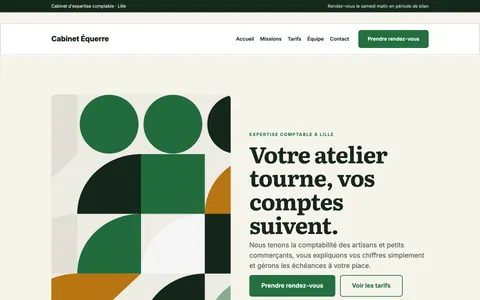 Cabinet d'expertise comptable · Lille
Rendez-vous le samedi matin en période de bilan
Cabinet Équerre
Accueil Missions Tarifs Équipe Contact
Prendre rendez-vous
EXPERTISE COMPTABLE À LILLE
Votre atelier
tourne, vos
comptes
suivent.
Nous tenons la comptabilité des artisans et petits
commerçants, vous expliquons vos chiffres simplement
et gérons les échéances à votre place.
Prendre rendez-vous
Voir les tarifs